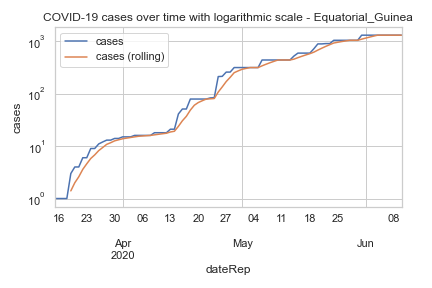 COVID-19 cases over time with logarithmic scale - Equatorial_Guinea
cases
cases (rolling)
10³
10²
10¹
10⁰
cases
16 23 30 06 13 20 27 04 11 18 25 08
Apr May Jun
2020
dateRep